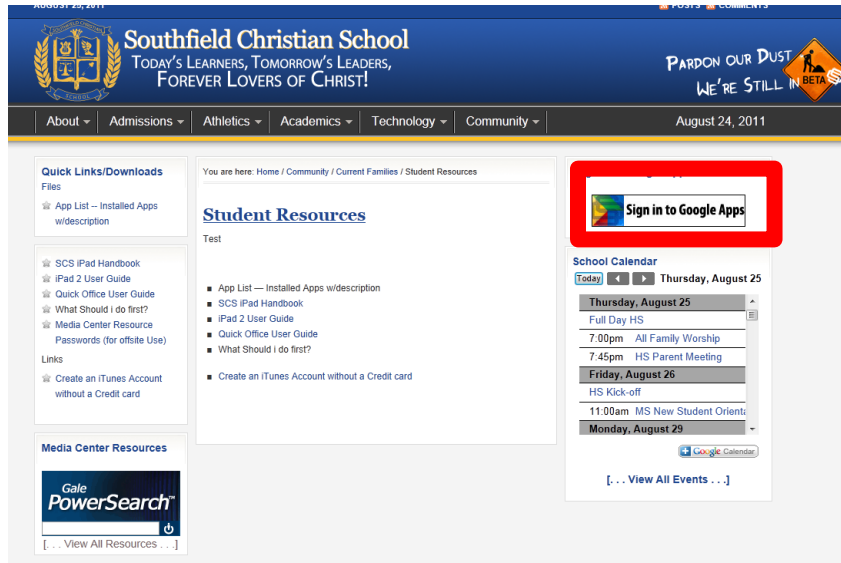 AUGUST 25, 2011
POSTS COMMENTS
Southfield Christian School
Today's Learners, Tomorrow's Leaders,
Forever Lovers of Christ!
SCHOOL
Pardon our Dust
We're Still in BETA
About Admissions Athletics Academics Technology Community August 24, 2011
Quick Links/Downloads
Files
App List -- Installed Apps
w/description
SCS iPad Handbook
iPad 2 User Guide
Quick Office User Guide
What Should i do first?
Media Center Resource
Passwords (for offsite Use)
Links
Create an iTunes Account
without a Credit card
Media Center Resources
Gale
PowerSearch™
[. . . View All Resources . . .]
You are here: Home / Community / Current Families / Student Resources
Student Resources
Test
App List — Installed Apps w/description
SCS iPad Handbook
iPad 2 User Guide
Quick Office User Guide
What Should i do first?
Create an iTunes Account without a Credit card
Sign in to Google Apps
School Calendar
Today Thursday, August 25
Thursday, August 25
Full Day HS
7:00pm All Family Worship
7:45pm HS Parent Meeting
Friday, August 26
HS Kick-off
11:00am MS New Student Orienta
Monday, August 29
Google Calendar
[. . . View All Events . . .]